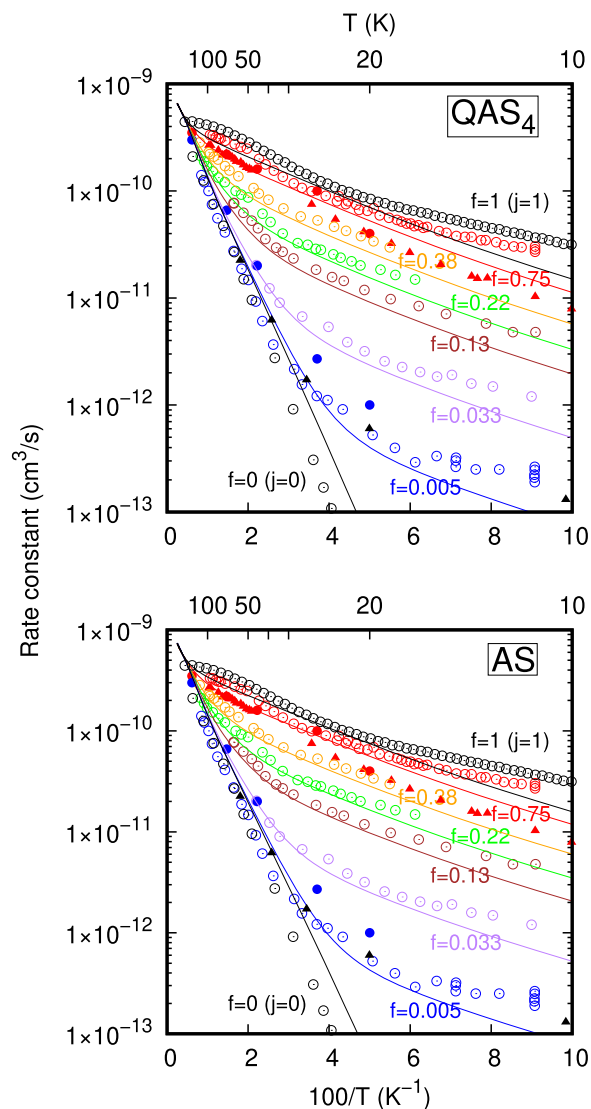 T (K)
100 50 20 10
1×10⁻⁹
QAS₄
1×10⁻¹⁰
f=1 (j=1)
f=0.38
f=0.75
1×10⁻¹¹
f=0.22
f=0.13
f=0.033
1×10⁻¹²
f=0 (j=0)
f=0.005
1×10⁻¹³
0 2 4 6 8 10
Rate constant (cm³/s)
100 50 20 10
1×10⁻⁹
AS
1×10⁻¹⁰
f=1 (j=1)
f=0.38
f=0.75
f=0.22
1×10⁻¹¹
f=0.13
f=0.033
1×10⁻¹²
f=0 (j=0)
f=0.005
1×10⁻¹³
0 2 4 6 8 10
100/T (K⁻¹)